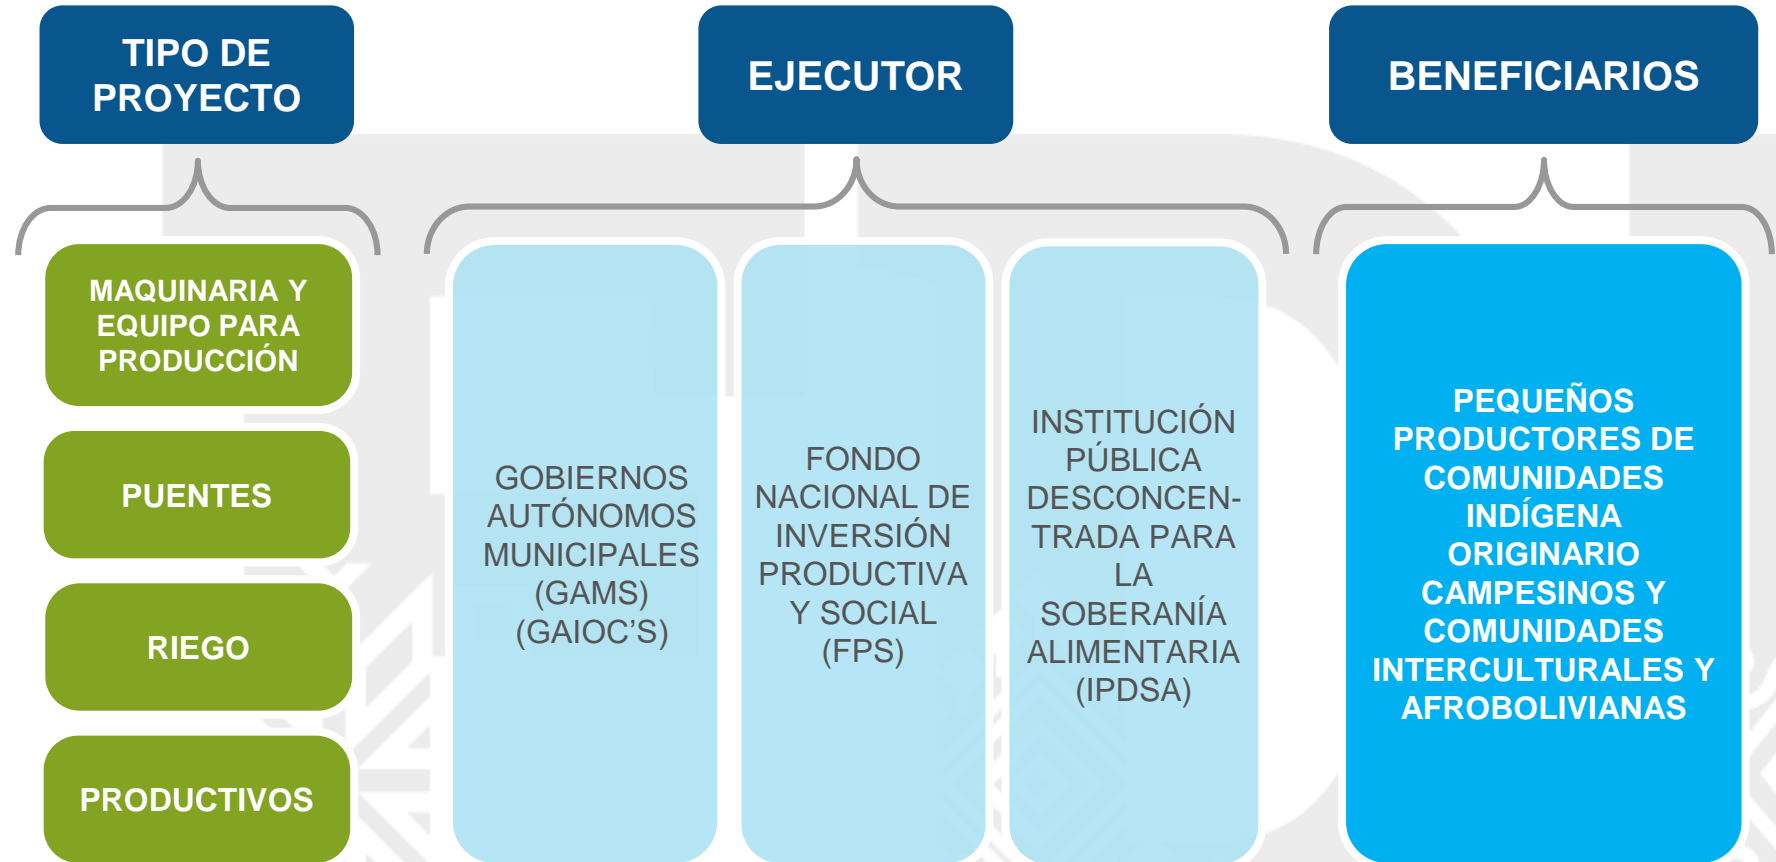 TIPO DE
PROYECTO
EJECUTOR
BENEFICIARIOS
MAQUINARIA Y
EQUIPO PARA
PRODUCCIÓN
PUENTES
RIEGO
PRODUCTIVOS
GOBIERNOS
AUTÓNOMOS
MUNICIPALES
(GAMS)
(GAIOC’S)
FONDO
NACIONAL DE
INVERSIÓN
PRODUCTIVA
Y SOCIAL
(FPS)
INSTITUCIÓN
PÚBLICA
DESCONCEN-
TRADA PARA
LA
SOBERANÍA
ALIMENTARIA
(IPDSA)
PEQUEÑOS
PRODUCTORES DE
COMUNIDADES
INDÍGENA
ORIGINARIO
CAMPESINOS Y
COMUNIDADES
INTERCULTURALES Y
AFROBOLIVIANAS